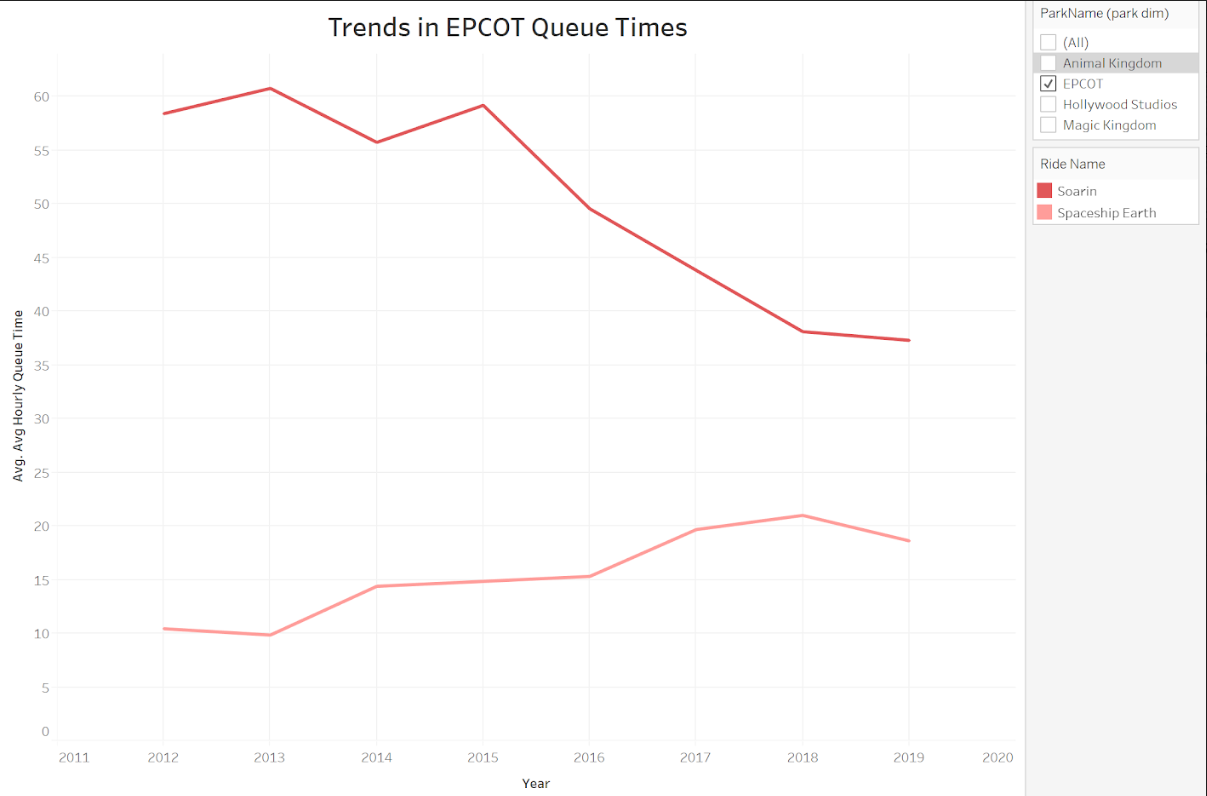 Trends in EPCOT Queue Times
60
55
50
45
40
35
30
25
20
15
10
5
0
Avg. Avg Hourly Queue Time
2011 2012 2013 2014 2015 2016 2017 2018 2019 2020
Year
ParkName (park dim)
(All)
Animal Kingdom
EPCOT
Hollywood Studios
Magic Kingdom
Ride Name
Soarin
Spaceship Earth